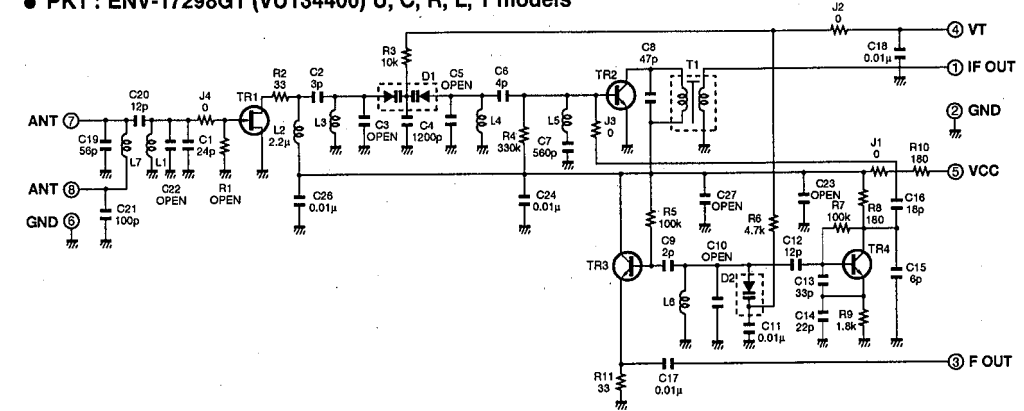 ● PK1 : ENV-17298G1 (VU134400) U, C, R, L, T models
J2
0
④ VT
R3
10k
C8
47p
C18
0.01µ
T1
① IF OUT
R2
33
C2
3p
D1
C5
OPEN
C6
4p
TR2
C20
12p
J4
0
TR1
② GND
ANT ⑦
L3
L4
L5
J3
0
C19
56p
L7
L1
C1
24p
L2
2.2µ
C3
OPEN
C4
1200p
R4
330k
C7
560p
J1
0
R10
180
⑤ VCC
C22
OPEN
R1
OPEN
ANT ⑧
C21
100p
GND ⑥
C26
0.01µ
C24
0.01µ
C27
OPEN
C23
OPEN
R7
100k
R8
180
C16
18p
R5
100k
R6
4.7k
C9
2p
C10
OPEN
C12
12p
TR4
TR3
D2
C13
33p
C15
6p
L6
C14
22p
R9
1.8k
C11
0.01µ
③ F OUT
R11
33
C17
0.01µ